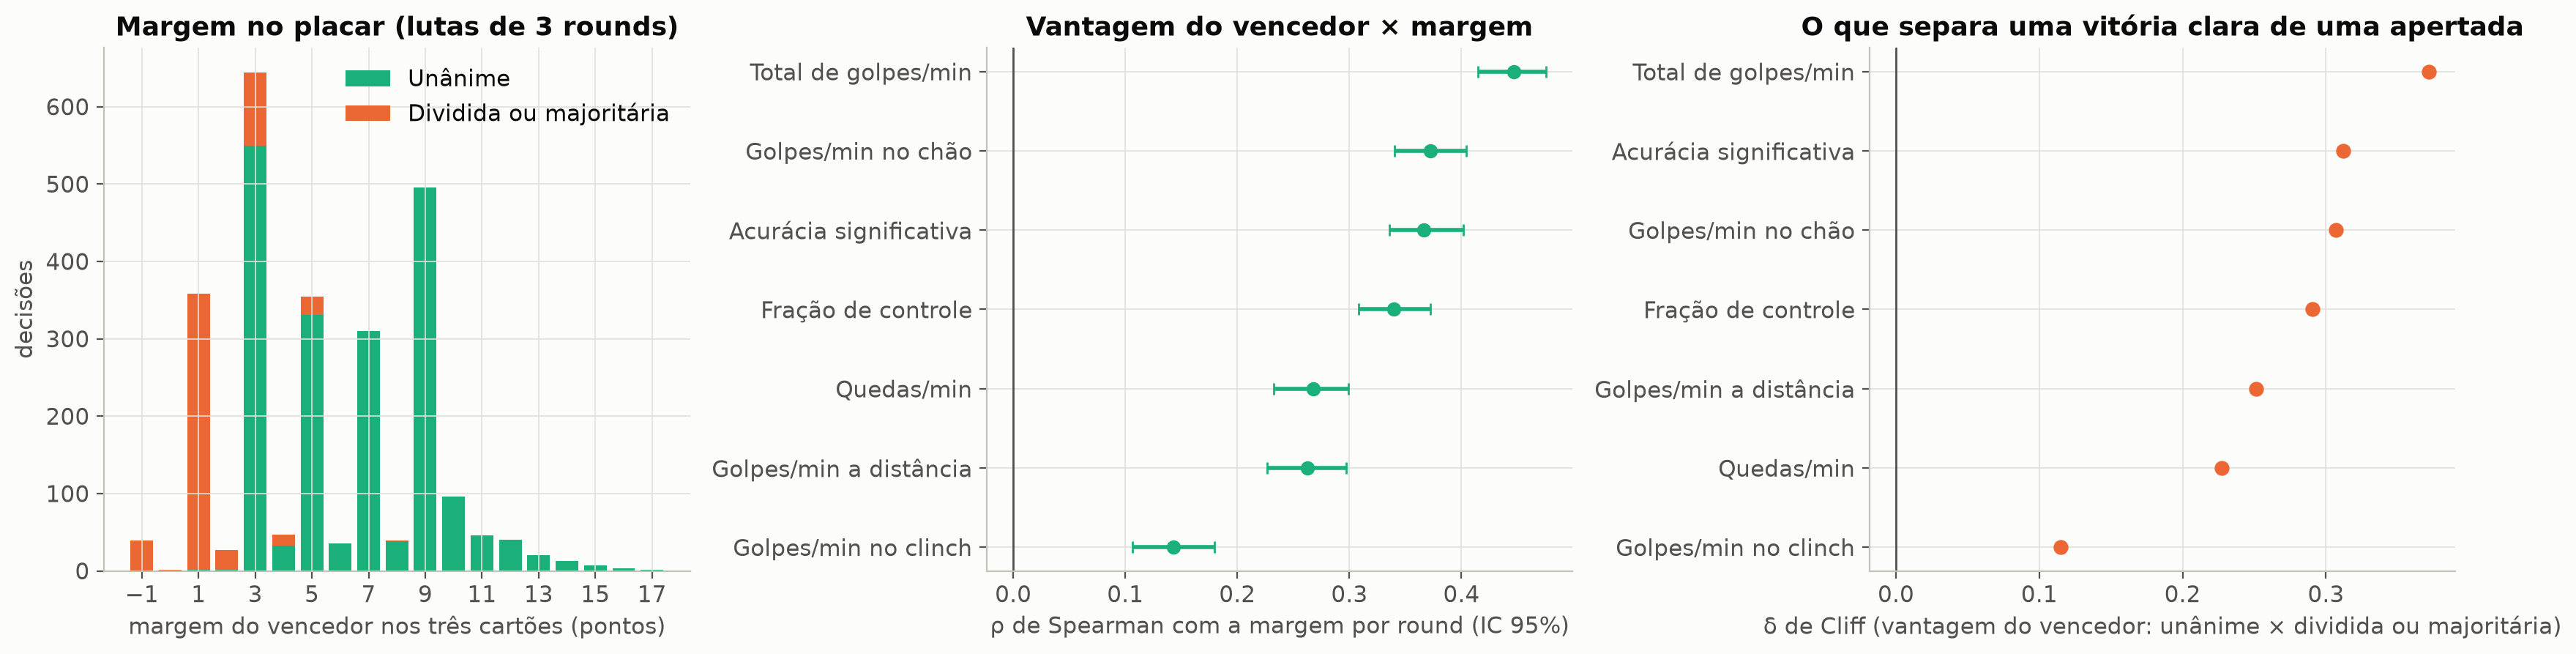 Margem no placar (lutas de 3 rounds)
Unânime
Dividida ou majoritária
decisões
600
500
400
300
200
100
0
−1 1 3 5 7 9 11 13 15 17
margem do vencedor nos três cartões (pontos)
Vantagem do vencedor × margem
Total de golpes/min
Golpes/min no chão
Acurácia significativa
Fração de controle
Quedas/min
Golpes/min a distância
Golpes/min no clinch
0.0 0.1 0.2 0.3 0.4
ρ de Spearman com a margem por round (IC 95%)
O que separa uma vitória clara de uma apertada
Total de golpes/min
Acurácia significativa
Golpes/min no chão
Fração de controle
Golpes/min a distância
Quedas/min
Golpes/min no clinch
0.0 0.1 0.2 0.3
δ de Cliff (vantagem do vencedor: unânime × dividida ou majoritária)